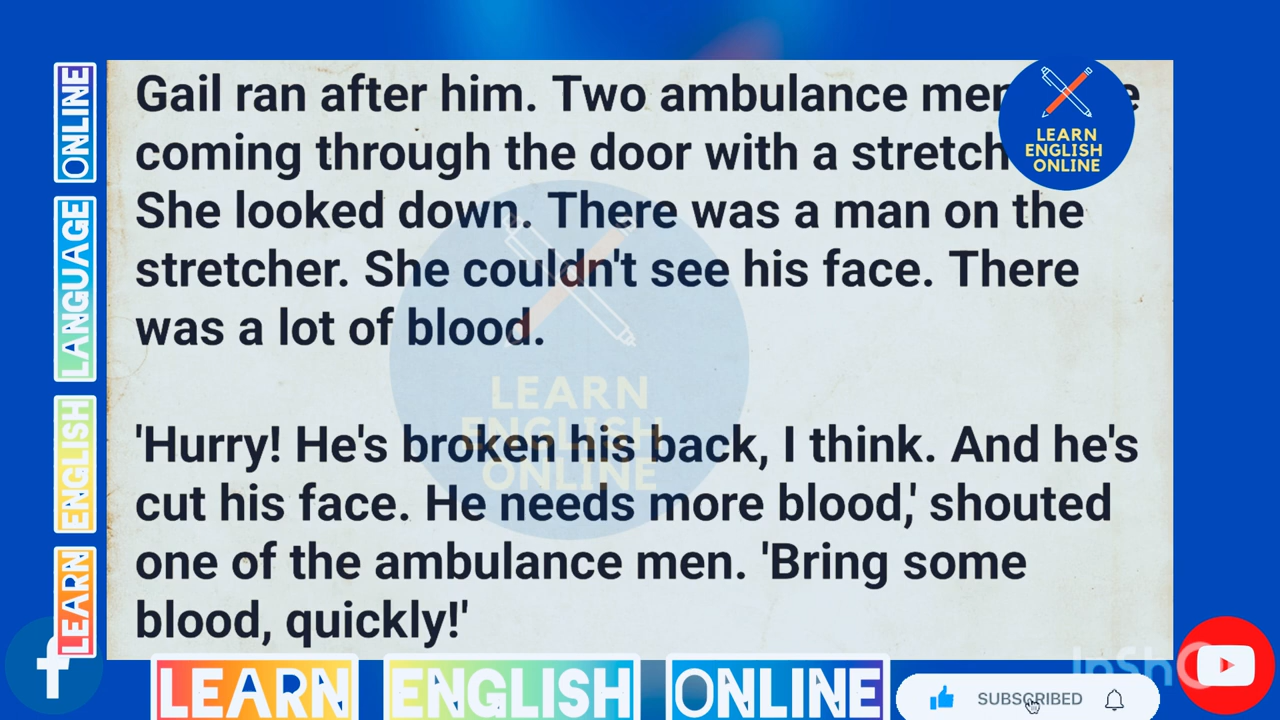 Gail ran after him. Two ambulance
coming through the door with a
She looked down. There was a man on the
stretcher. She couldn't see his face. There
was a lot of blood.
'Hurry! He's broken his back, I think. And he's
cut his face. He needs more blood,' shouted
one of the ambulance men. 'Bring some
blood, quickly!'
LEARN
ENGLISH
ONLINE
LEARN
ENGLISH
ONLINE
LEARN ENGLISH LANGUAGE ONLINE
LEARN ENGLISH ONLINE
SUBSCRIBED
f